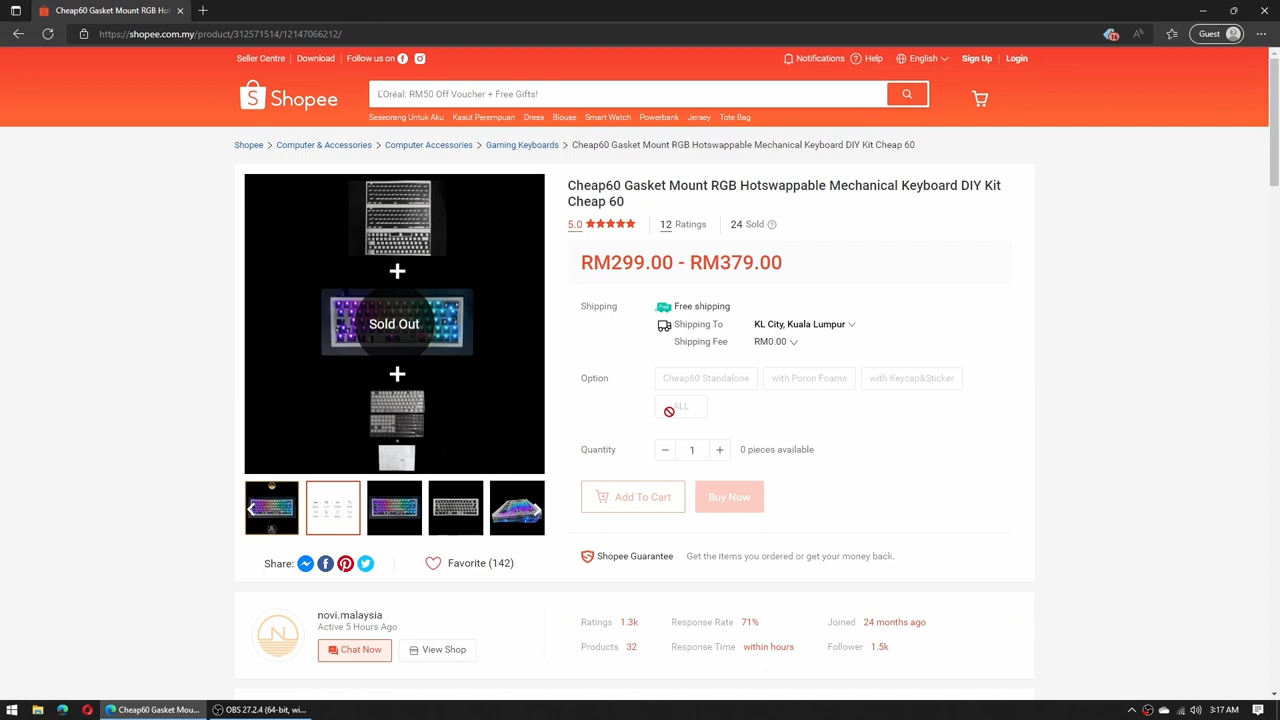 Cheap60 Gasket Mount RGB Hot
https://shopee.com.my/product/312571514/12147066212/
Guest
Seller Centre
Download
Follow us on
Notifications
Help
English
Sign Up
Login
Shopee
L'Oréal: RM50 Off Voucher + Free Gifts!
Seseorang Untuk Aku
Kasut Perempuan
Dress
Blouse
Smart Watch
Powerbank
Jersey
Tote Bag
Shopee > Computer & Accessories > Computer Accessories > Gaming Keyboards > Cheap60 Gasket Mount RGB Hotswappable Mechanical Keyboard DIY Kit Cheap 60
Sold Out
Share:
Favorite (142)
Cheap60 Gasket Mount RGB Hotswappable Mechanical Keyboard DIY Kit
Cheap 60
5.0
12 Ratings
24 Sold
RM299.00 - RM379.00
Shipping
Free shipping
Shipping To
KL City, Kuala Lumpur
Shipping Fee
RM0.00
Option
Cheap60 Standalone
with Poron Foams
with Keycap&Sticker
ALL
Quantity
- 1 +
0 pieces available
Add To Cart
Buy Now
Shopee Guarantee
Get the items you ordered or get your money back.
novi.malaysia
Active 5 Hours Ago
Chat Now
View Shop
Ratings 1.3k
Response Rate 71%
Joined 24 months ago
Products 32
Response Time within hours
Follower 1.5k
Cheap60 Gasket Mou...
OBS 27.2.4 (64-bit, wi...
3:17 AM